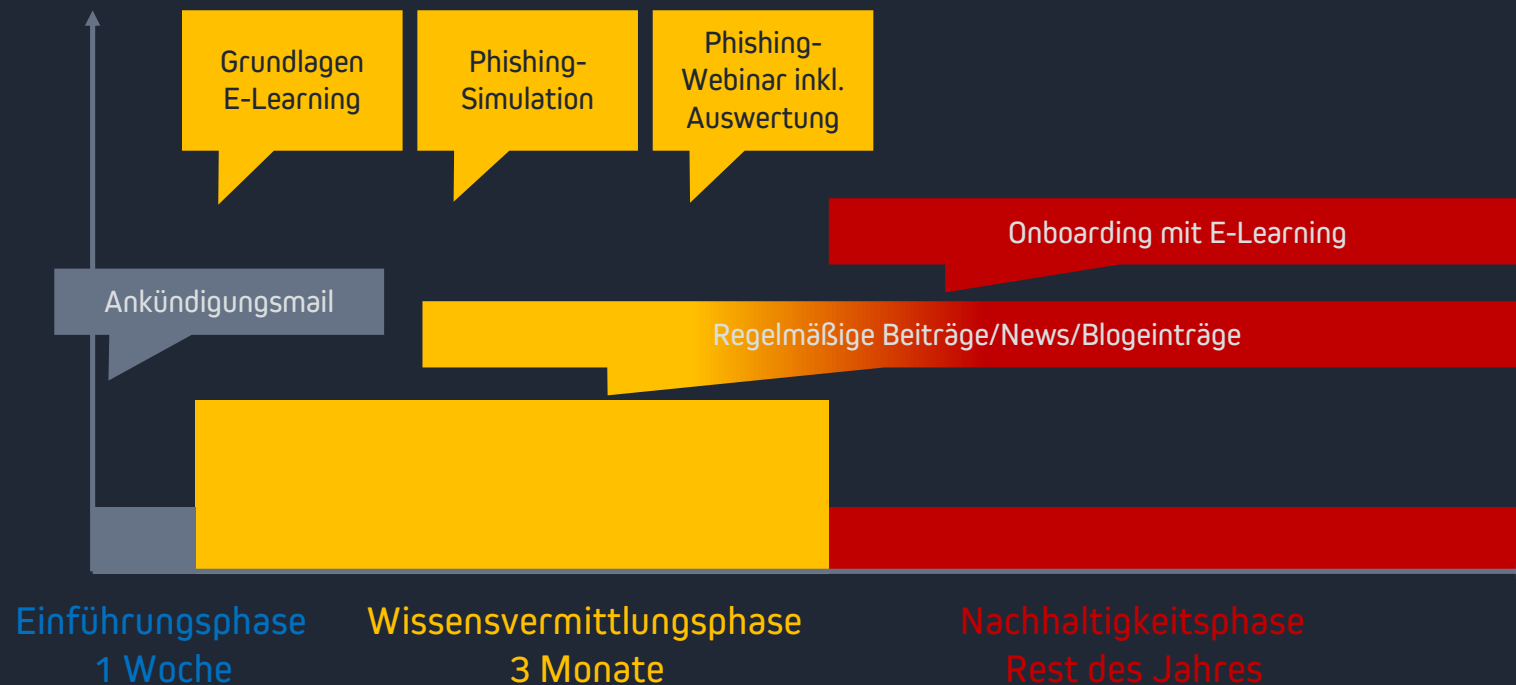 Grundlagen
E-Learning
Phishing-
Simulation
Phishing-
Webinar inkl.
Auswertung
Onboarding mit E-Learning
Ankündigungsmail
Regelmäßige Beiträge/News/Blogeinträge
Einführungsphase
1 Woche
Wissensvermittlungsphase
3 Monate
Nachhaltigkeitsphase
Rest des Jahres